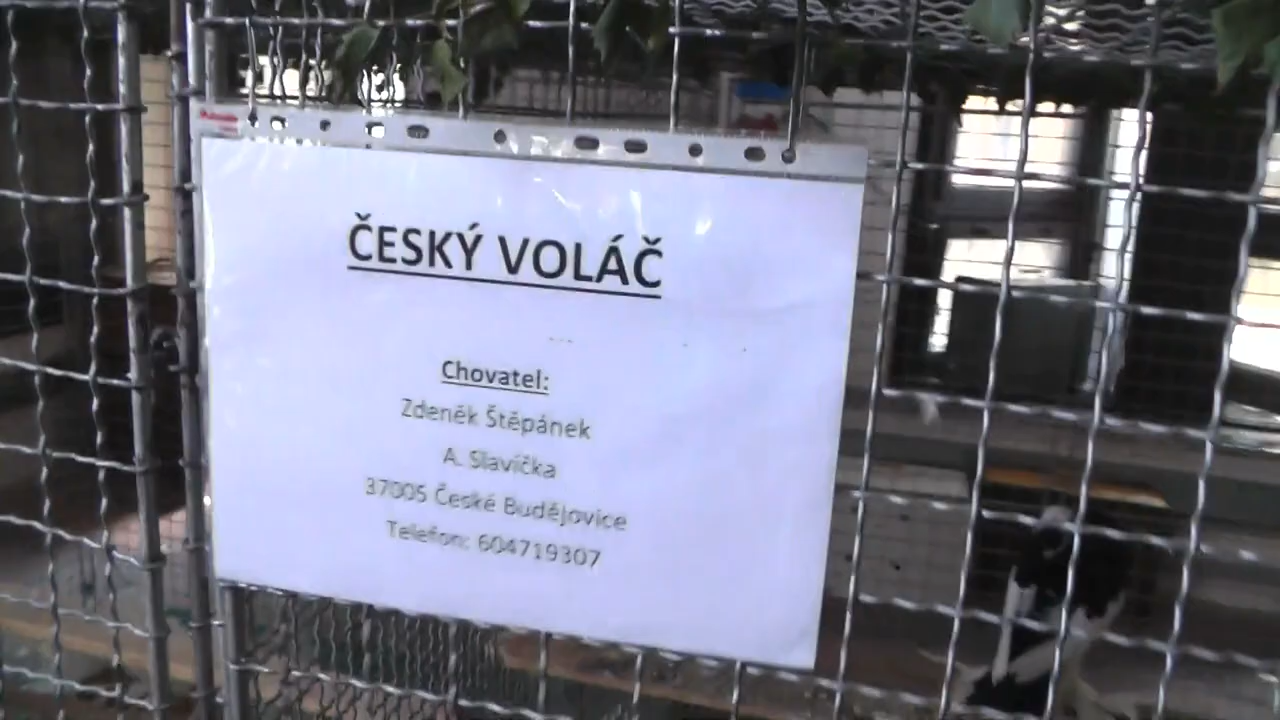 ČESKÝ VOLÁČ
Chovatel:
Zdeněk Štěpánek
A. Slavíčka
37005 České Budějovice
Telefon: 604719307